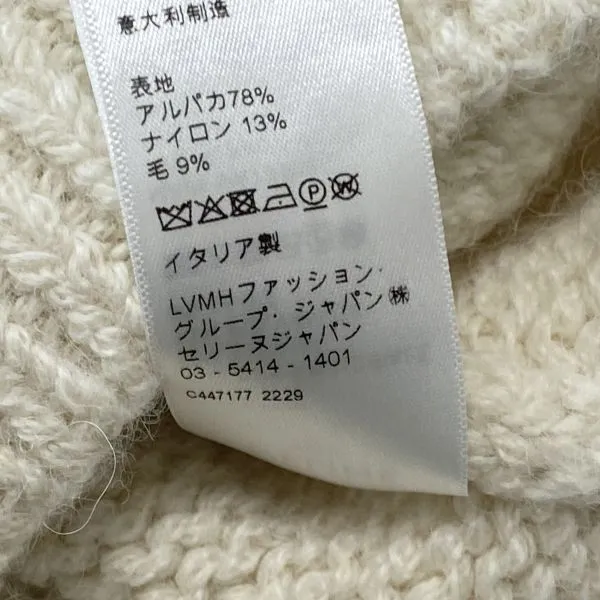 意大利制造
表地
アルパカ78%
ナイロン 13%
毛 9%
P W
イタリア製
LVMHファッション·
グループ· ジャパン㈱
セリーヌジャパン
03 - 5414 - 1401
C447177 2229